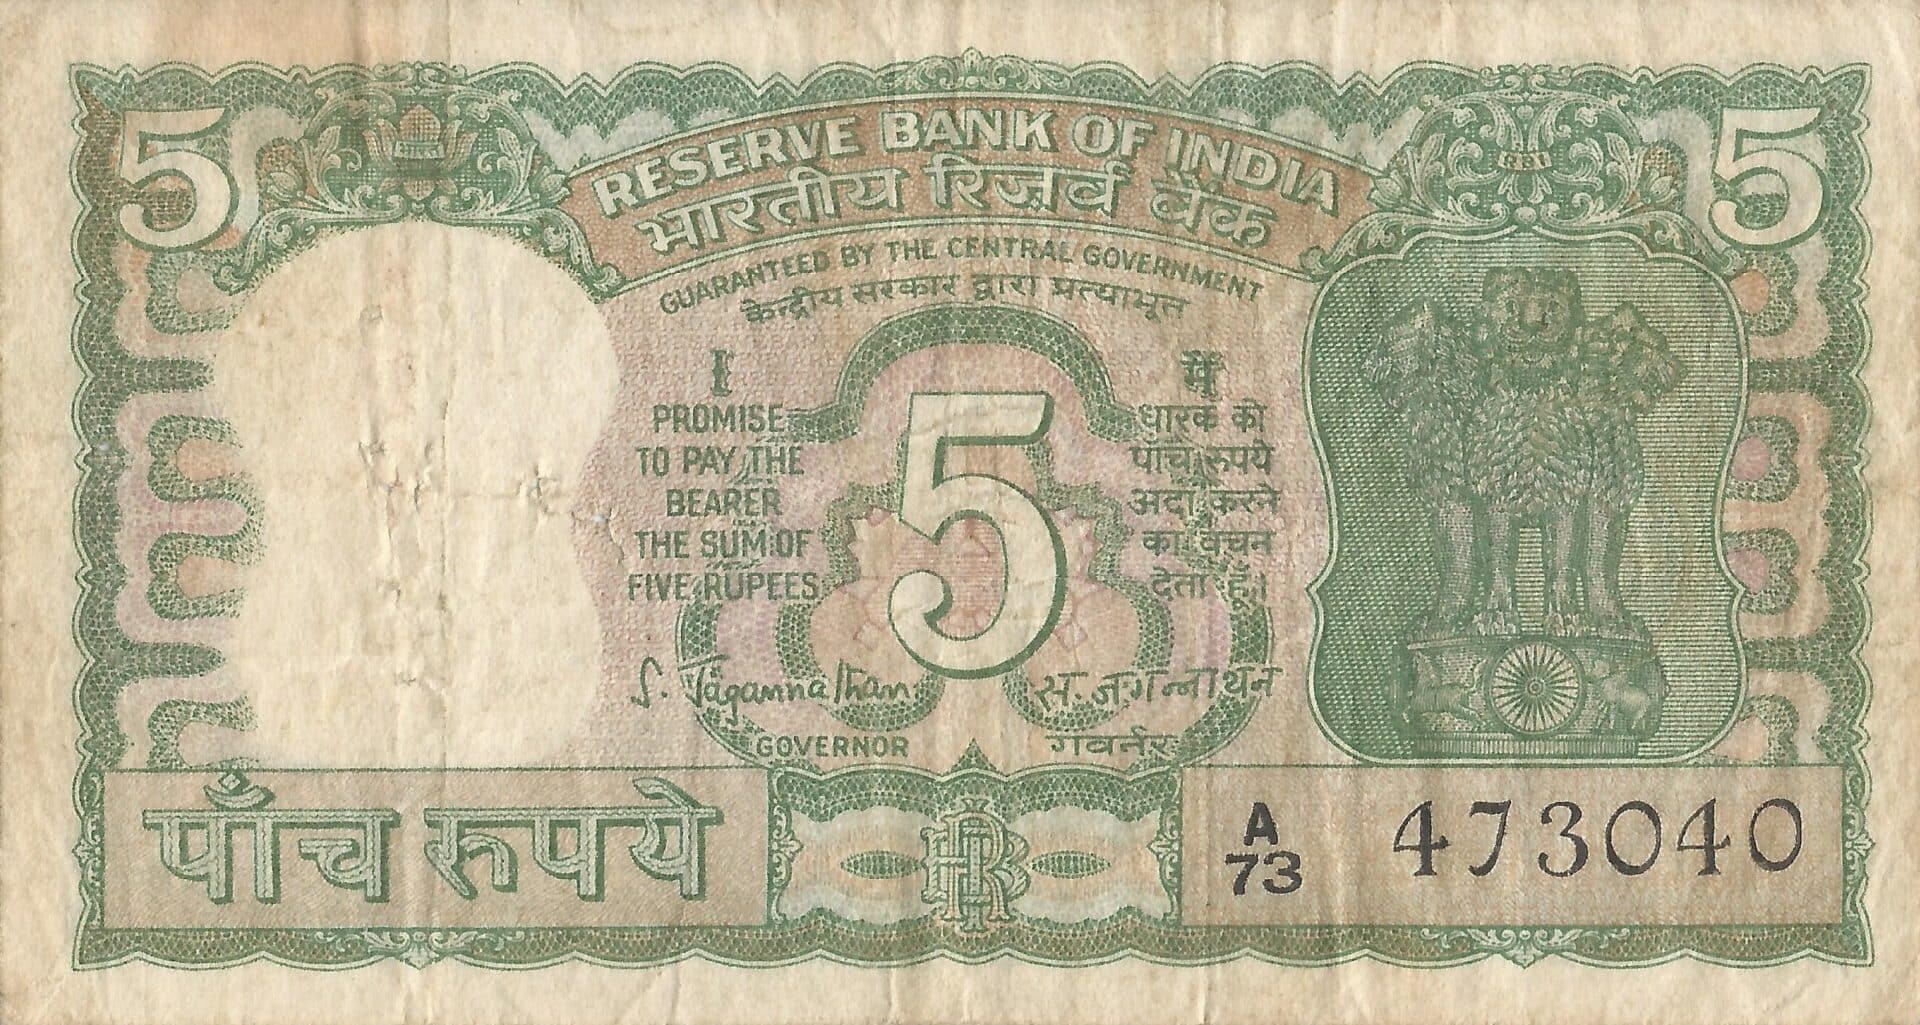 5
5
RESERVE BANK OF INDIA
भारतीय रिज़र्व बैंक
GUARANTEED BY THE CENTRAL GOVERNMENT
केन्द्रीय सरकार द्वारा प्रत्याभूत
I
PROMISE
TO PAY THE
BEARER
THE SUM OF
FIVE RUPEES
5
मैं
धारक को
पांच रुपये
अदा करने
का वचन
देता हूँ।
S. Jagannathan
GOVERNOR
स. जगन्नाथन
गवर्नर
पाँच रुपये
RBI
A
73
473040